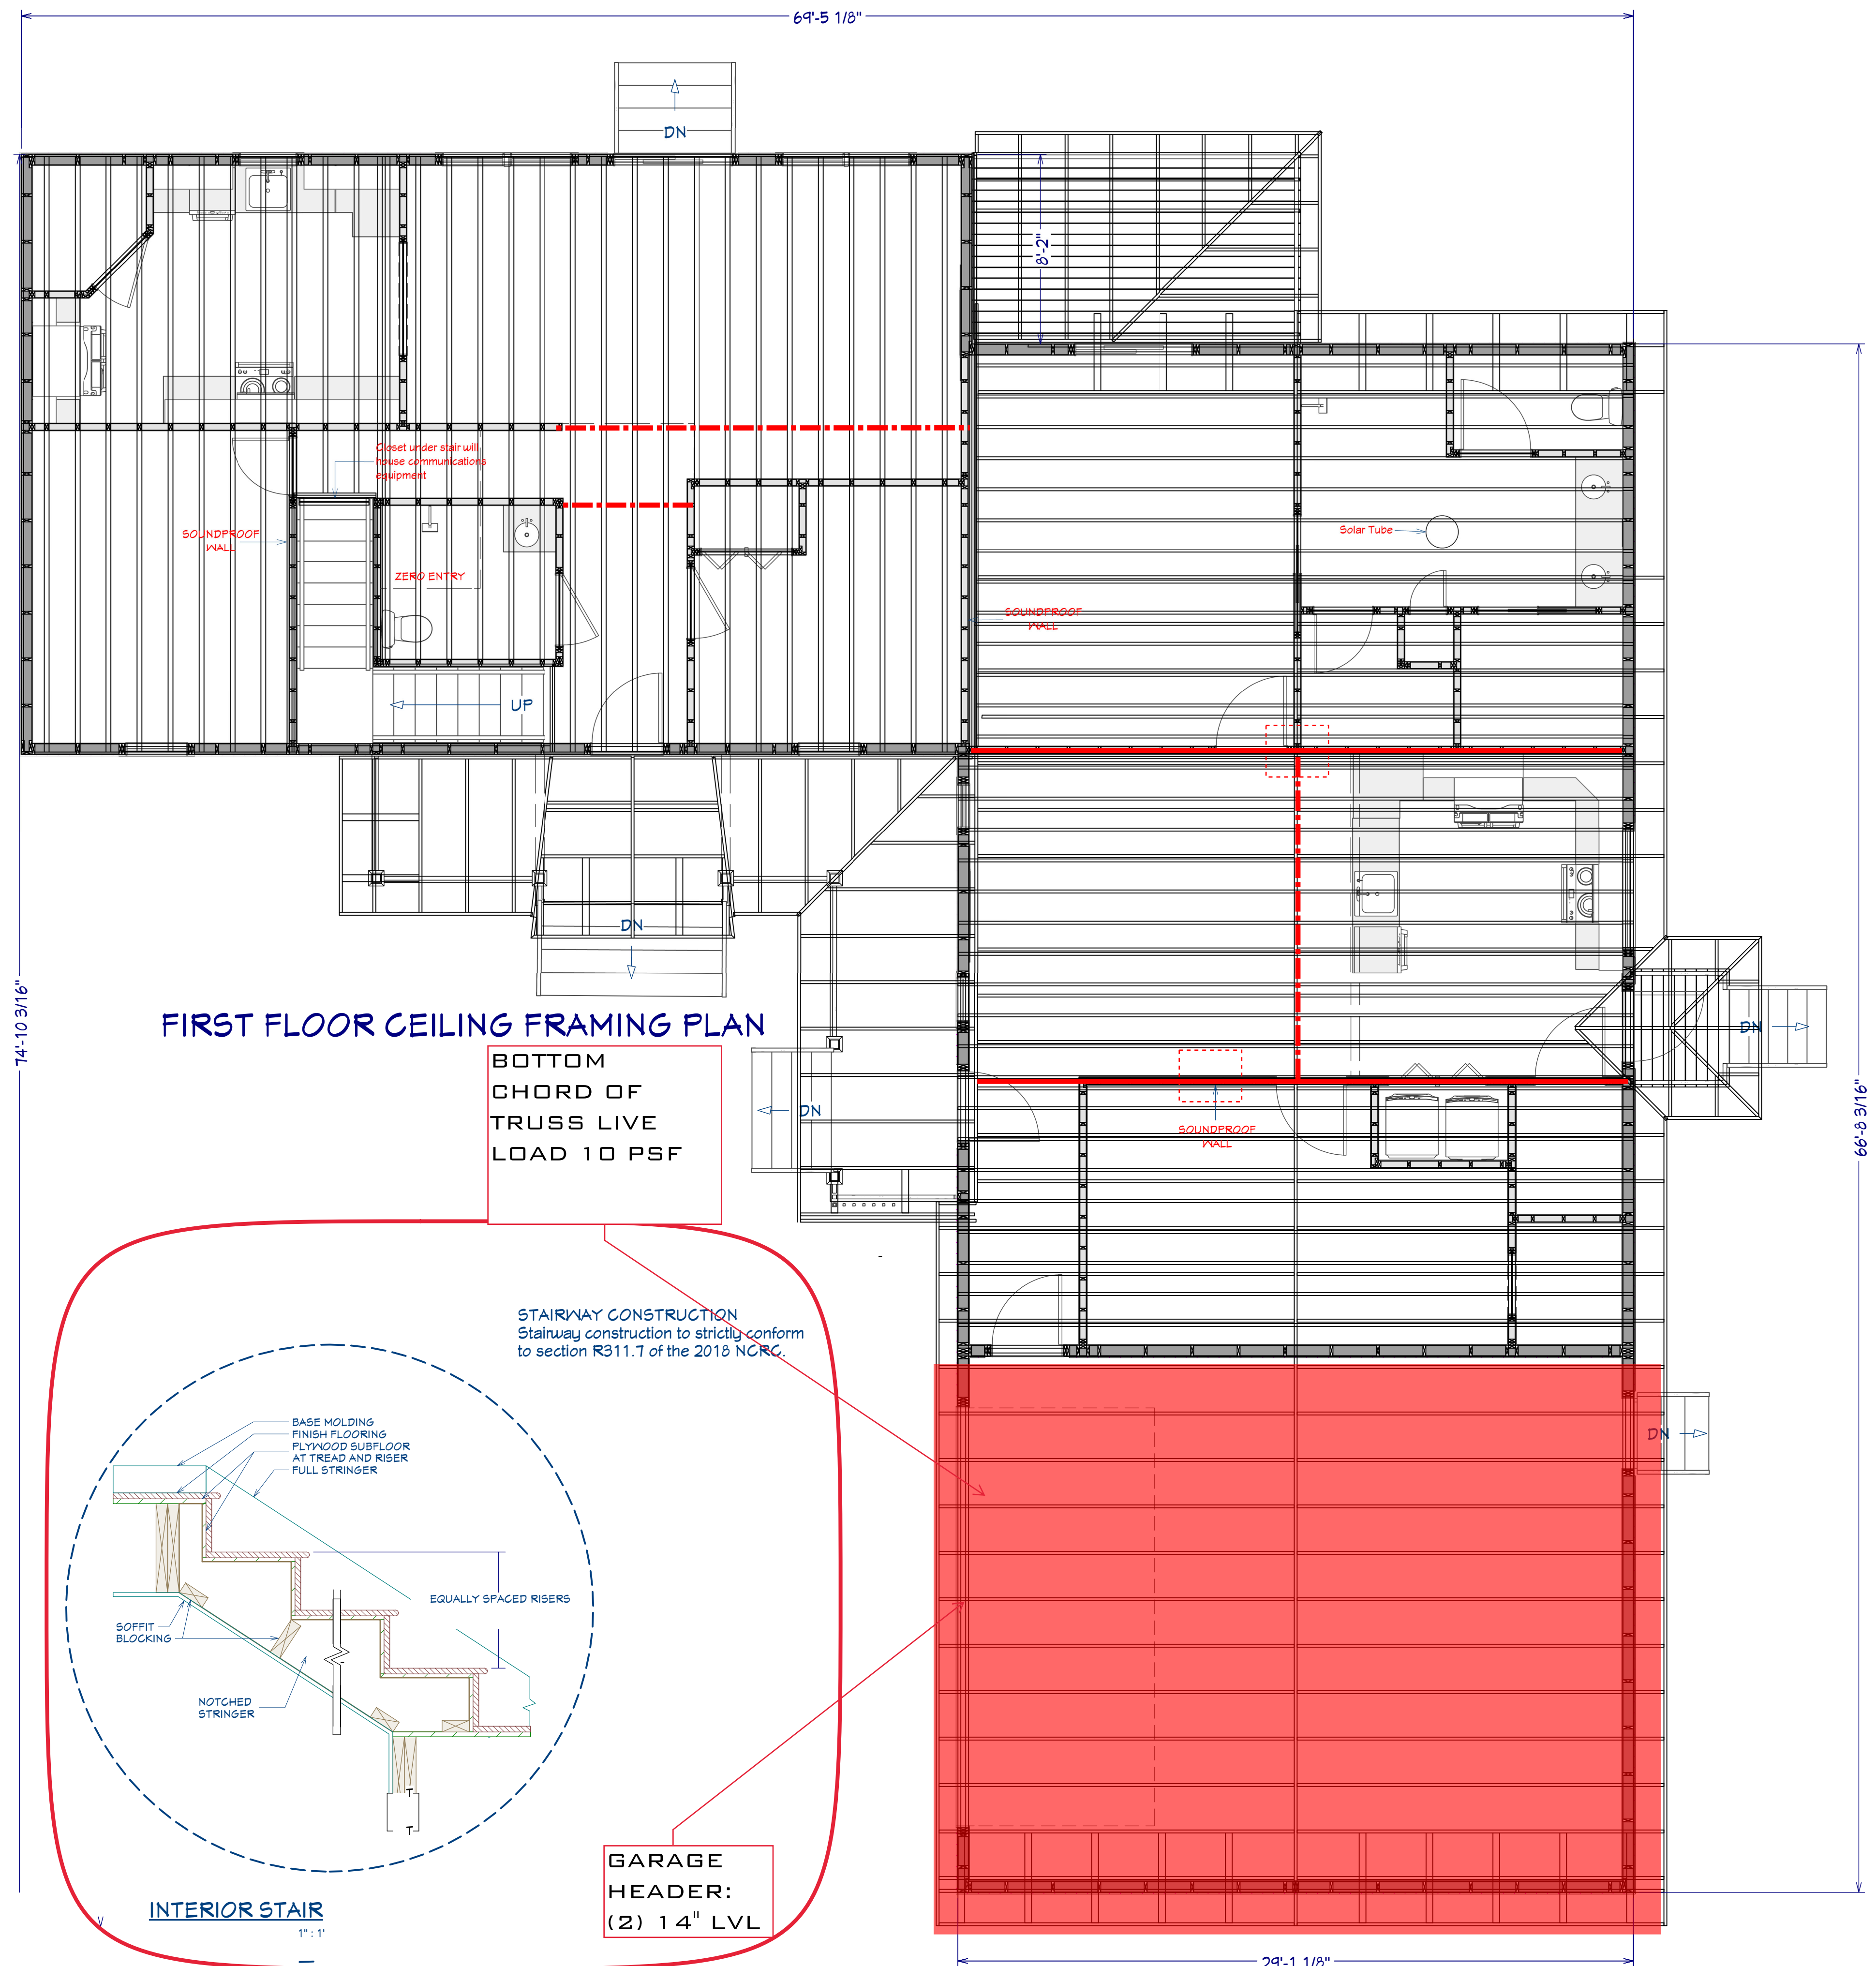 69'-5 1/8"
DN
8'-2"
Closet under stair will
house communications
equipment
SOUNDPROOF
WALL
ZERO ENTRY
Solar Tube
SOUNDPROOF
WALL
UP
DN
74'-10 3/16"
FIRST FLOOR CEILING FRAMING PLAN
DN
BOTTOM
CHORD OF
TRUSS LIVE
LOAD 10 PSF
DN
SOUNDPROOF
WALL
66'-8 3/16"
STAIRWAY CONSTRUCTION
Stairway construction to strictly conform
to section R311.7 of the 2018 NCRC.
BASE MOLDING
FINISH FLOORING
PLYWOOD SUBFLOOR
AT TREAD AND RISER
FULL STRINGER
DN
EQUALLY SPACED RISERS
SOFFIT
BLOCKING
NOTCHED
STRINGER
T
T
GARAGE
HEADER:
(2) 14" LVL
INTERIOR STAIR
1" : 1'
29'-1 1/8"